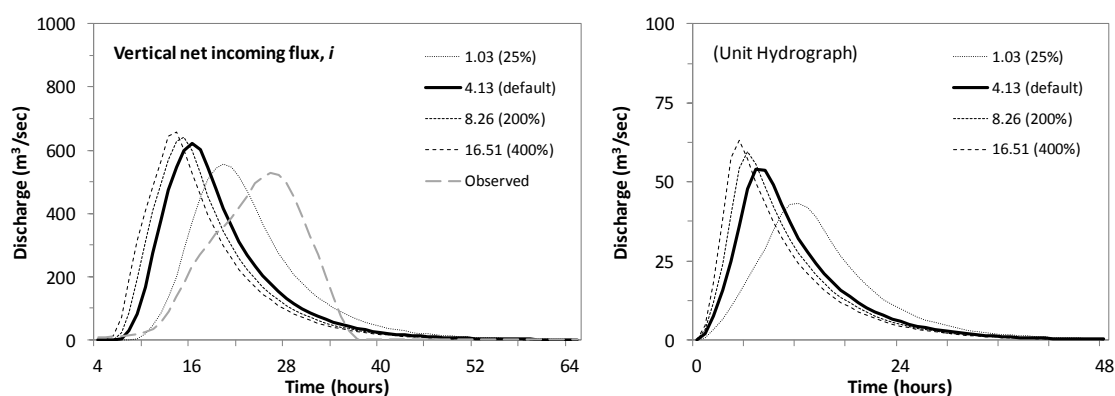 Vertical net incoming flux, i
1.03 (25%)
4.13 (default)
8.26 (200%)
16.51 (400%)
Observed
1000
800
600
400
200
0
Discharge (m³/sec)
4 16 28 40 52 64
Time (hours)
(Unit Hydrograph)
1.03 (25%)
4.13 (default)
8.26 (200%)
16.51 (400%)
100
75
50
25
0
Discharge (m³/sec)
0 24 48
Time (hours)